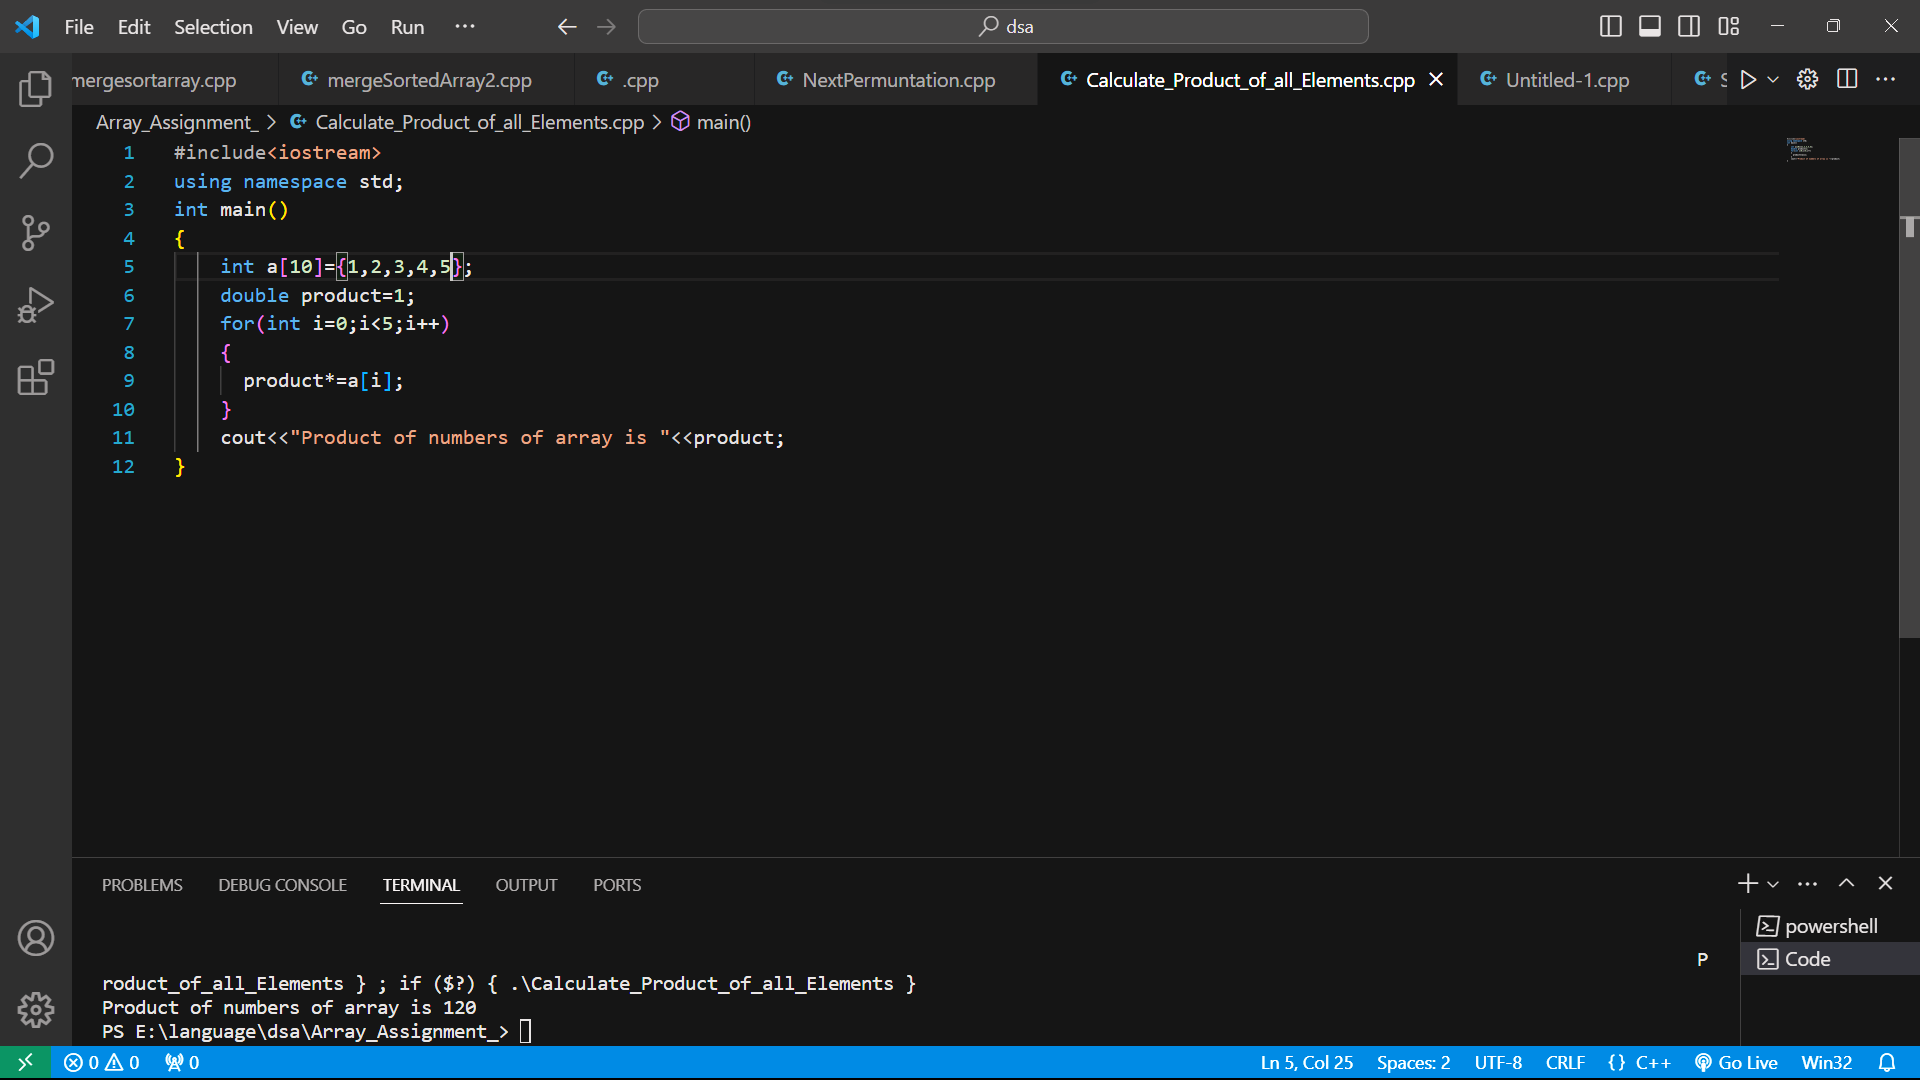 File Edit Selection View Go Run ··· dsa
mergesortarray.cpp mergeSortedArray2.cpp .cpp NextPermuntation.cpp Calculate_Product_of_all_Elements.cpp Untitled-1.cpp
Array_Assignment_ > Calculate_Product_of_all_Elements.cpp > main()
1 #include<iostream>
2 using namespace std;
3 int main()
4 {
5 int a[10]={1,2,3,4,5};
6 double product=1;
7 for(int i=0;i<5;i++)
8 {
9 product*=a[i];
10 }
11 cout<<"Product of numbers of array is "<<product;
12 }
PROBLEMS DEBUG CONSOLE TERMINAL OUTPUT PORTS
powershell
P
Code
roduct_of_all_Elements } ; if ($?) { .\Calculate_Product_of_all_Elements }
Product of numbers of array is 120
PS E:\language\dsa\Array_Assignment_>
0 0 0 Ln 5, Col 25 Spaces: 2 UTF-8 CRLF {} C++ Go Live Win32